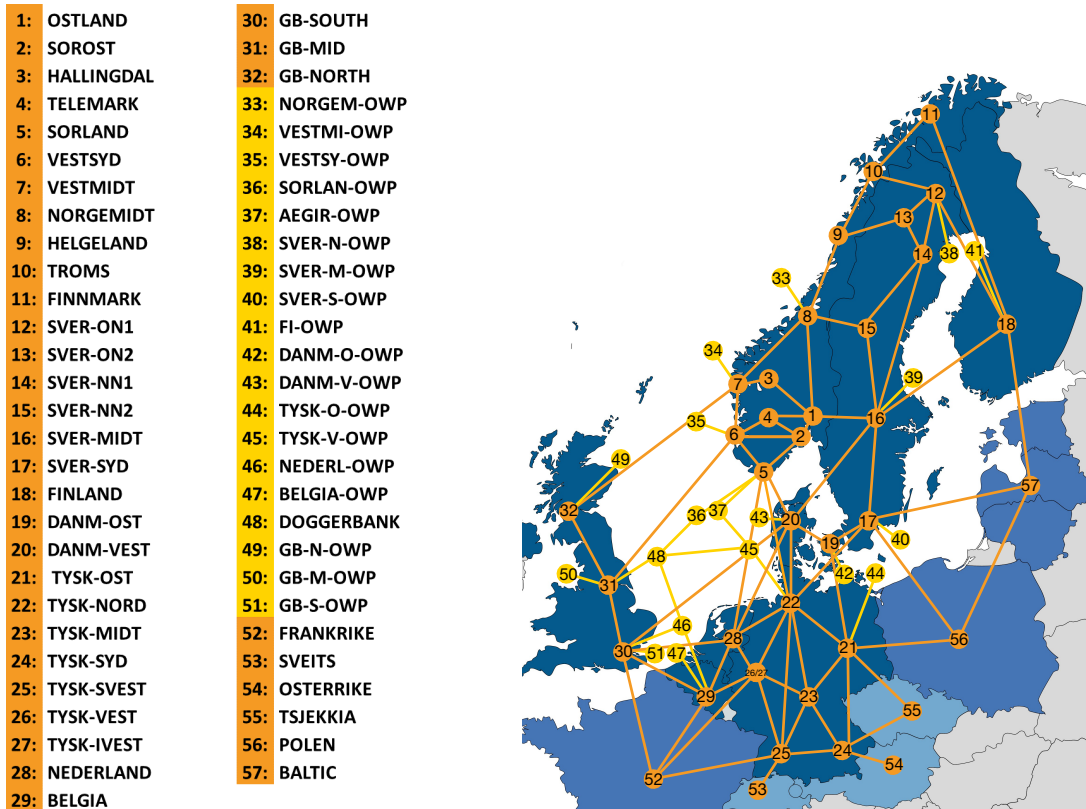 1: OSTLAND
2: SOROST
3: HALLINGDAL
4: TELEMARK
5: SORLAND
6: VESTSYD
7: VESTMIDT
8: NORGEMIDT
9: HELGELAND
10: TROMS
11: FINNMARK
12: SVER-ON1
13: SVER-ON2
14: SVER-NN1
15: SVER-NN2
16: SVER-MIDT
17: SVER-SYD
18: FINLAND
19: DANM-OST
20: DANM-VEST
21: TYSK-OST
22: TYSK-NORD
23: TYSK-MIDT
24: TYSK-SYD
25: TYSK-SVEST
26: TYSK-VEST
27: TYSK-IVEST
28: NEDERLAND
29: BELGIA
30: GB-SOUTH
31: GB-MID
32: GB-NORTH
33: NORGEM-OWP
34: VESTMI-OWP
35: VESTSY-OWP
36: SORLAN-OWP
37: AEGIR-OWP
38: SVER-N-OWP
39: SVER-M-OWP
40: SVER-S-OWP
41: FI-OWP
42: DANM-O-OWP
43: DANM-V-OWP
44: TYSK-O-OWP
45: TYSK-V-OWP
46: NEDERL-OWP
47: BELGIA-OWP
48: DOGGERBANK
49: GB-N-OWP
50: GB-M-OWP
51: GB-S-OWP
52: FRANKRIKE
53: SVEITS
54: OSTERRIKE
55: TSJEKKIA
56: POLEN
57: BALTIC
11
10
12
13
9
14
38
41
33
8
15
18
34
7
3
39
35
4
1
16
6
2
49
5
57
32
36
37
43
20
17
19
40
48
45
50
31
42
44
22
46
28
56
30
51
47
21
26/27
29
23
55
25
24
52
54
53